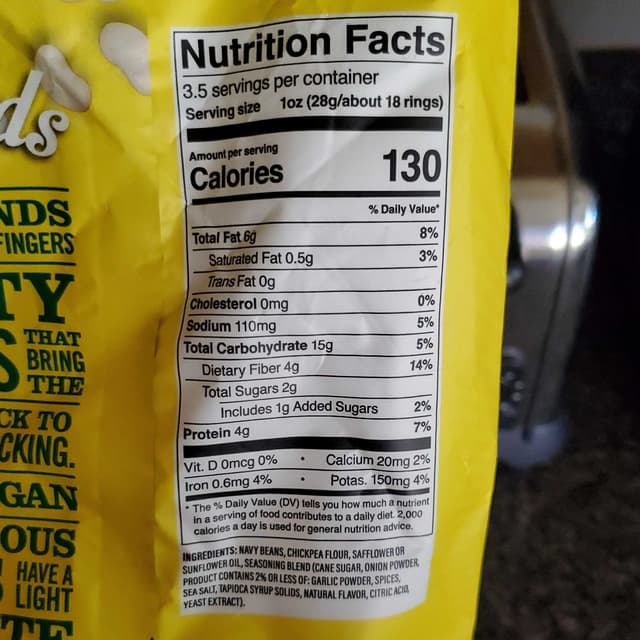 ds
NDS
FINGERS
TY
S THAT
BRING
THE
CK TO
CKING.
GAN
OUS
HAVE A
LIGHT
TE
Nutrition Facts
3.5 servings per container
Serving size 1oz (28g/about 18 rings)
Amount per serving
Calories 130
% Daily Value*
Total Fat 6g 8%
Saturated Fat 0.5g 3%
Trans Fat 0g
Cholesterol 0mg 0%
Sodium 110mg 5%
Total Carbohydrate 15g 5%
Dietary Fiber 4g 14%
Total Sugars 2g
Includes 1g Added Sugars 2%
Protein 4g 7%
Vit. D 0mcg 0% • Calcium 20mg 2%
Iron 0.6mg 4% • Potas. 150mg 4%
* The % Daily Value (DV) tells you how much a nutrient
in a serving of food contributes to a daily diet. 2,000
calories a day is used for general nutrition advice.
INGREDIENTS: NAVY BEANS, CHICKPEA FLOUR, SAFFLOWER OR
SUNFLOWER OIL, SEASONING BLEND (CANE SUGAR, ONION POWDER,
PRODUCT CONTAINS 2% OR LESS OF: GARLIC POWDER, SPICES,
SEA SALT, TAPIOCA SYRUP SOLIDS, NATURAL FLAVOR, CITRIC ACID,
YEAST EXTRACT).